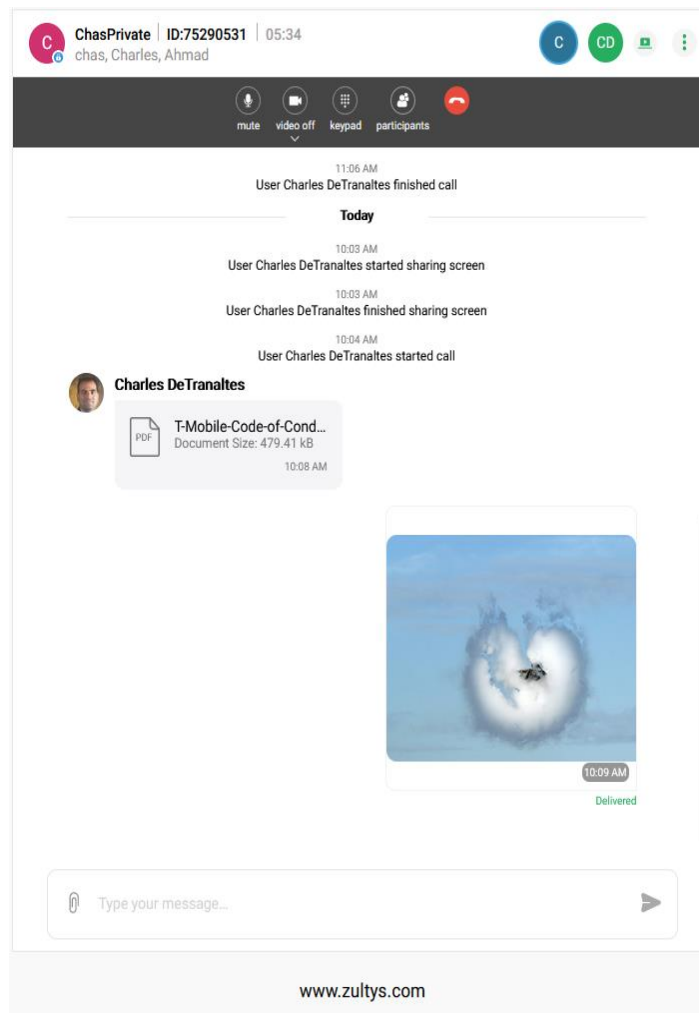 C
ChasPrivate ID:75290531 05:34
chas, Charles, Ahmad
C
CD
mute video off keypad participants
11:06 AM
User Charles DeTranaltes finished call
Today
10:03 AM
User Charles DeTranaltes started sharing screen
10:03 AM
User Charles DeTranaltes finished sharing screen
10:04 AM
User Charles DeTranaltes started call
Charles DeTranaltes
PDF
T-Mobile-Code-of-Cond...
Document Size: 479.41 kB
10:08 AM
10:09 AM
Delivered
Type your message...
www.zultys.com